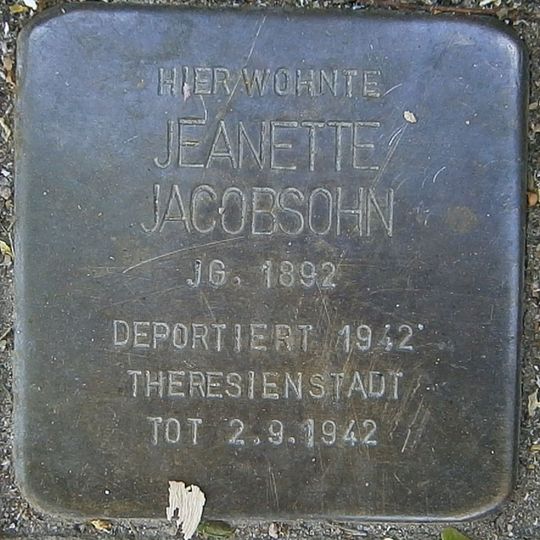 HIER WOHNTE
JEANETTE
JACOBSOHN
JG. 1892
DEPORTIERT 1942
THERESIENSTADT
TOT 2.9.1942